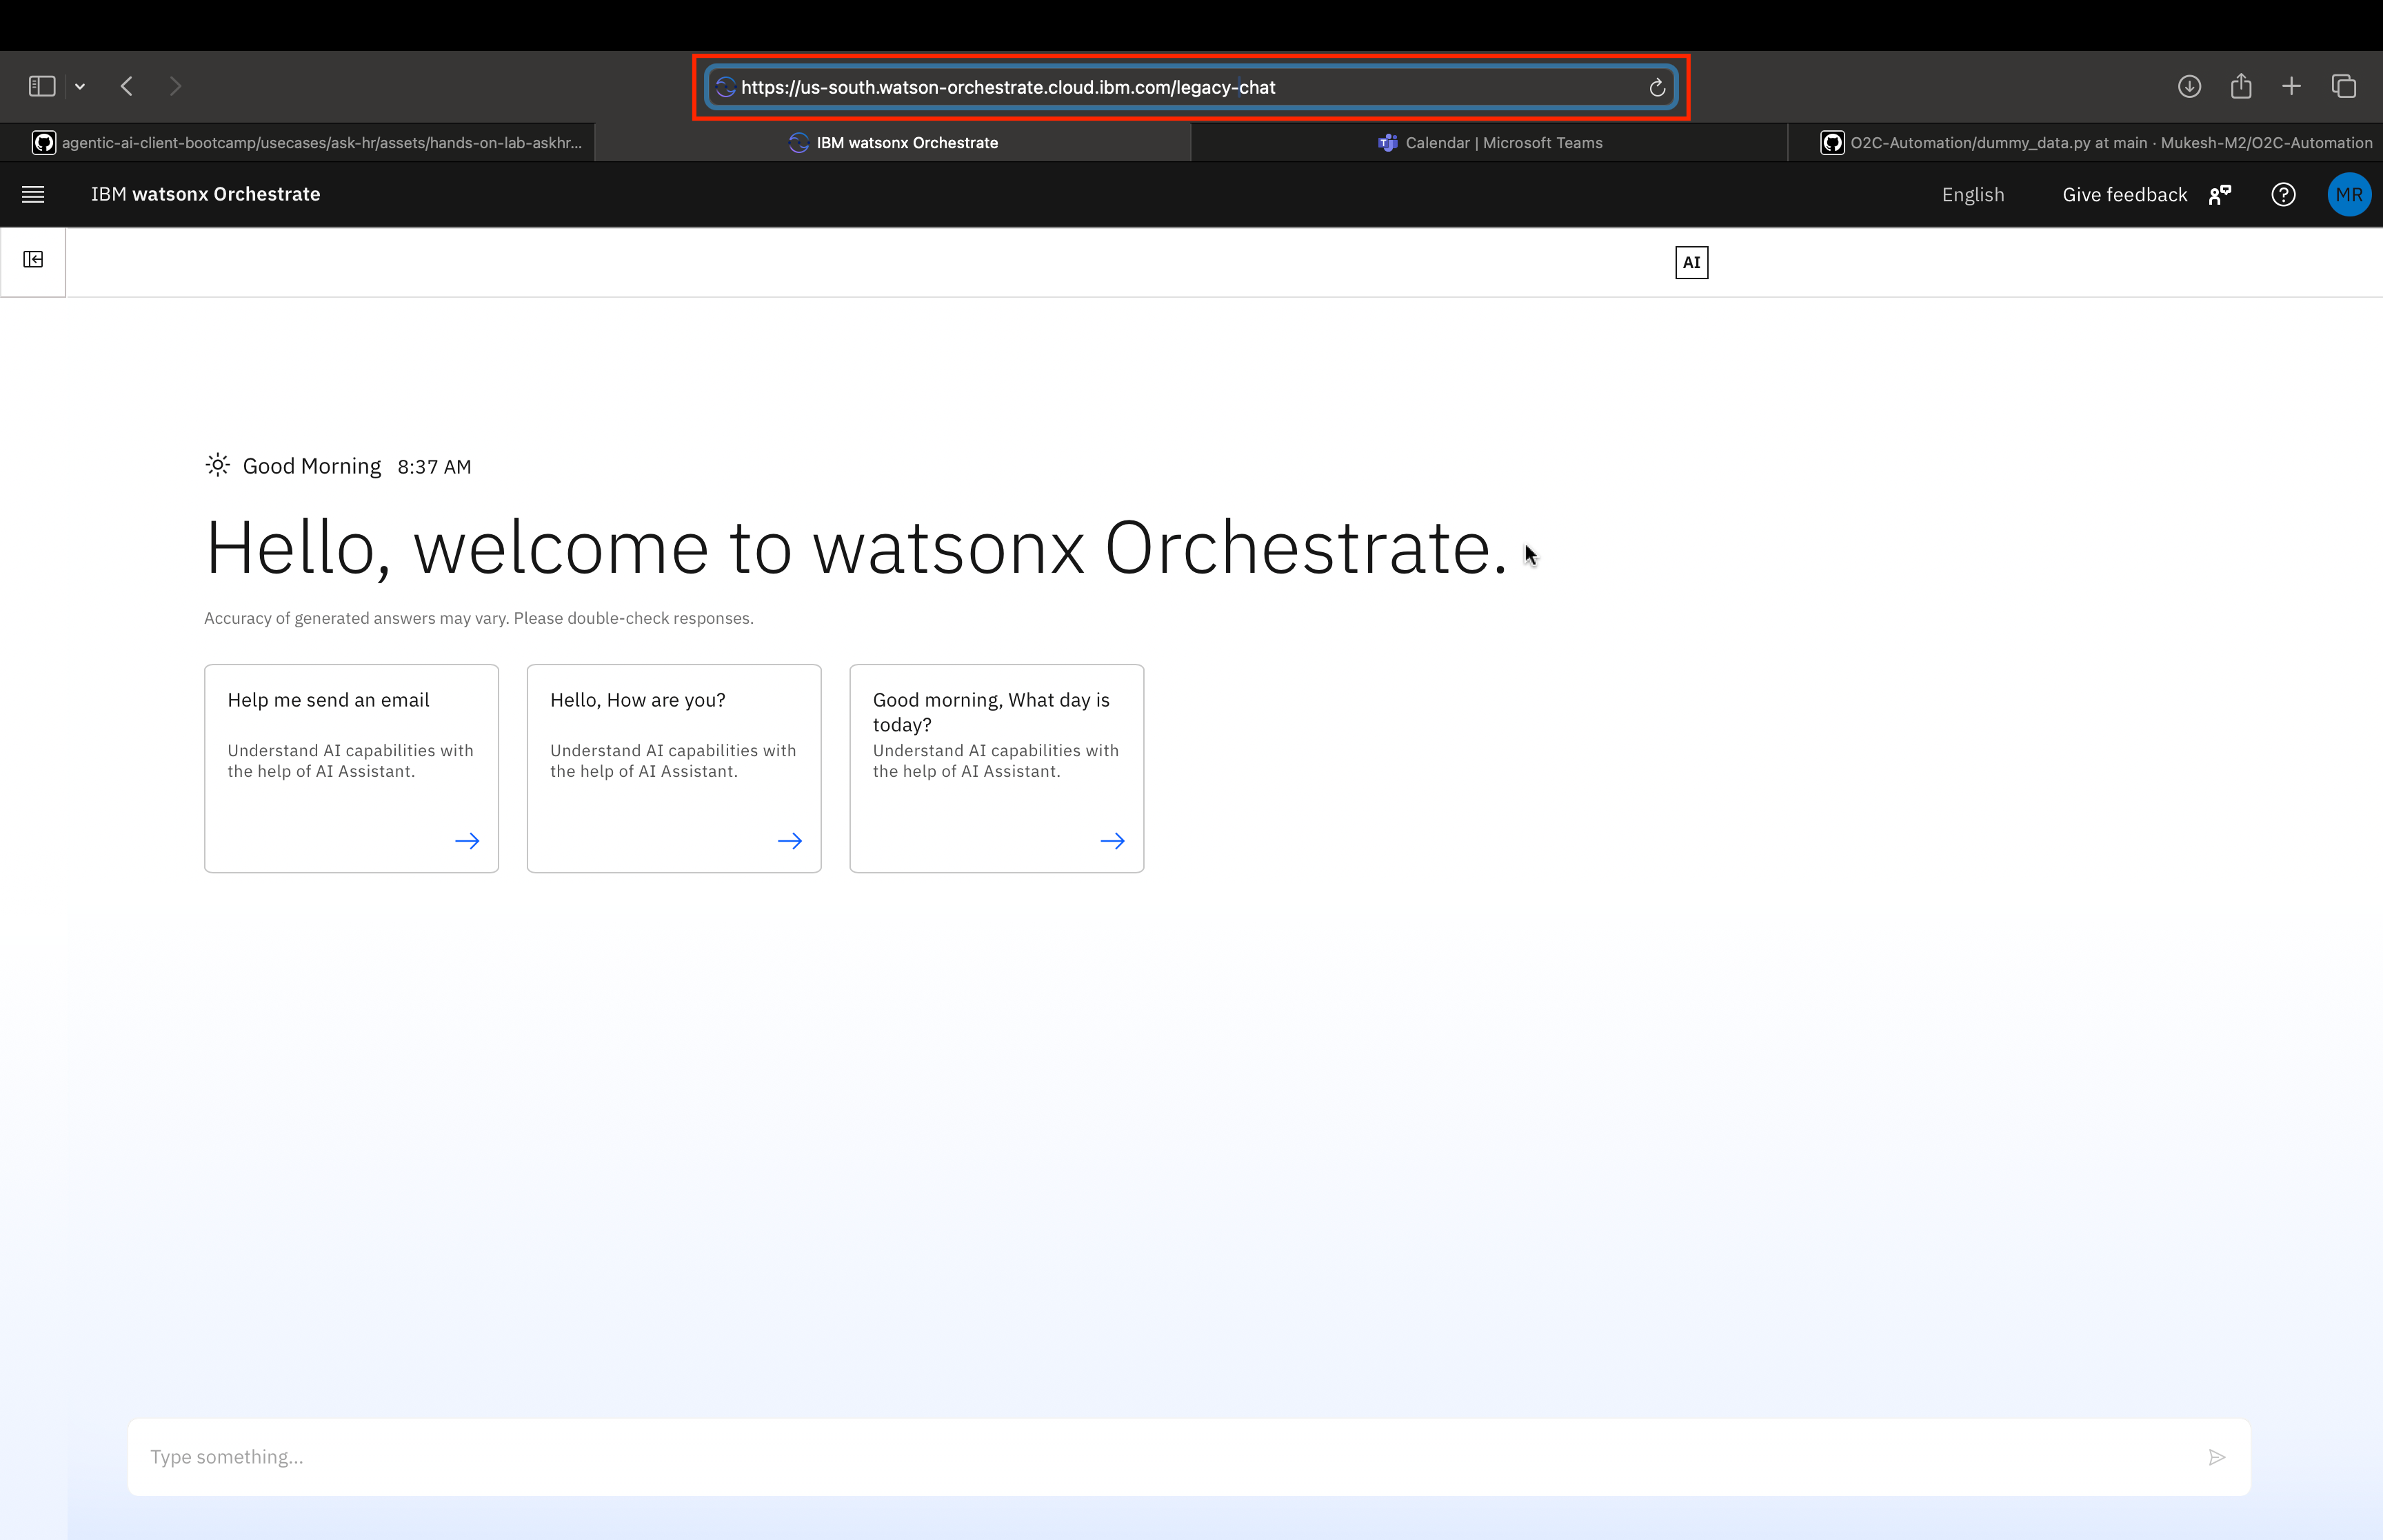 https://us-south.watson-orchestrate.cloud.ibm.com/legacy-chat
agentic-ai-client-bootcamp/usecases/ask-hr/assets/hands-on-lab-askhr...
IBM watsonx Orchestrate
Calendar | Microsoft Teams
O2C-Automation/dummy_data.py at main · Mukesh-M2/O2C-Automation
IBM watsonx Orchestrate
English
Give feedback
MR
AI
Good Morning 8:37 AM
Hello, welcome to watsonx Orchestrate.
Accuracy of generated answers may vary. Please double-check responses.
Help me send an email
Understand AI capabilities with
the help of AI Assistant.
Hello, How are you?
Understand AI capabilities with
the help of AI Assistant.
Good morning, What day is
today?
Understand AI capabilities with
the help of AI Assistant.
Type something...